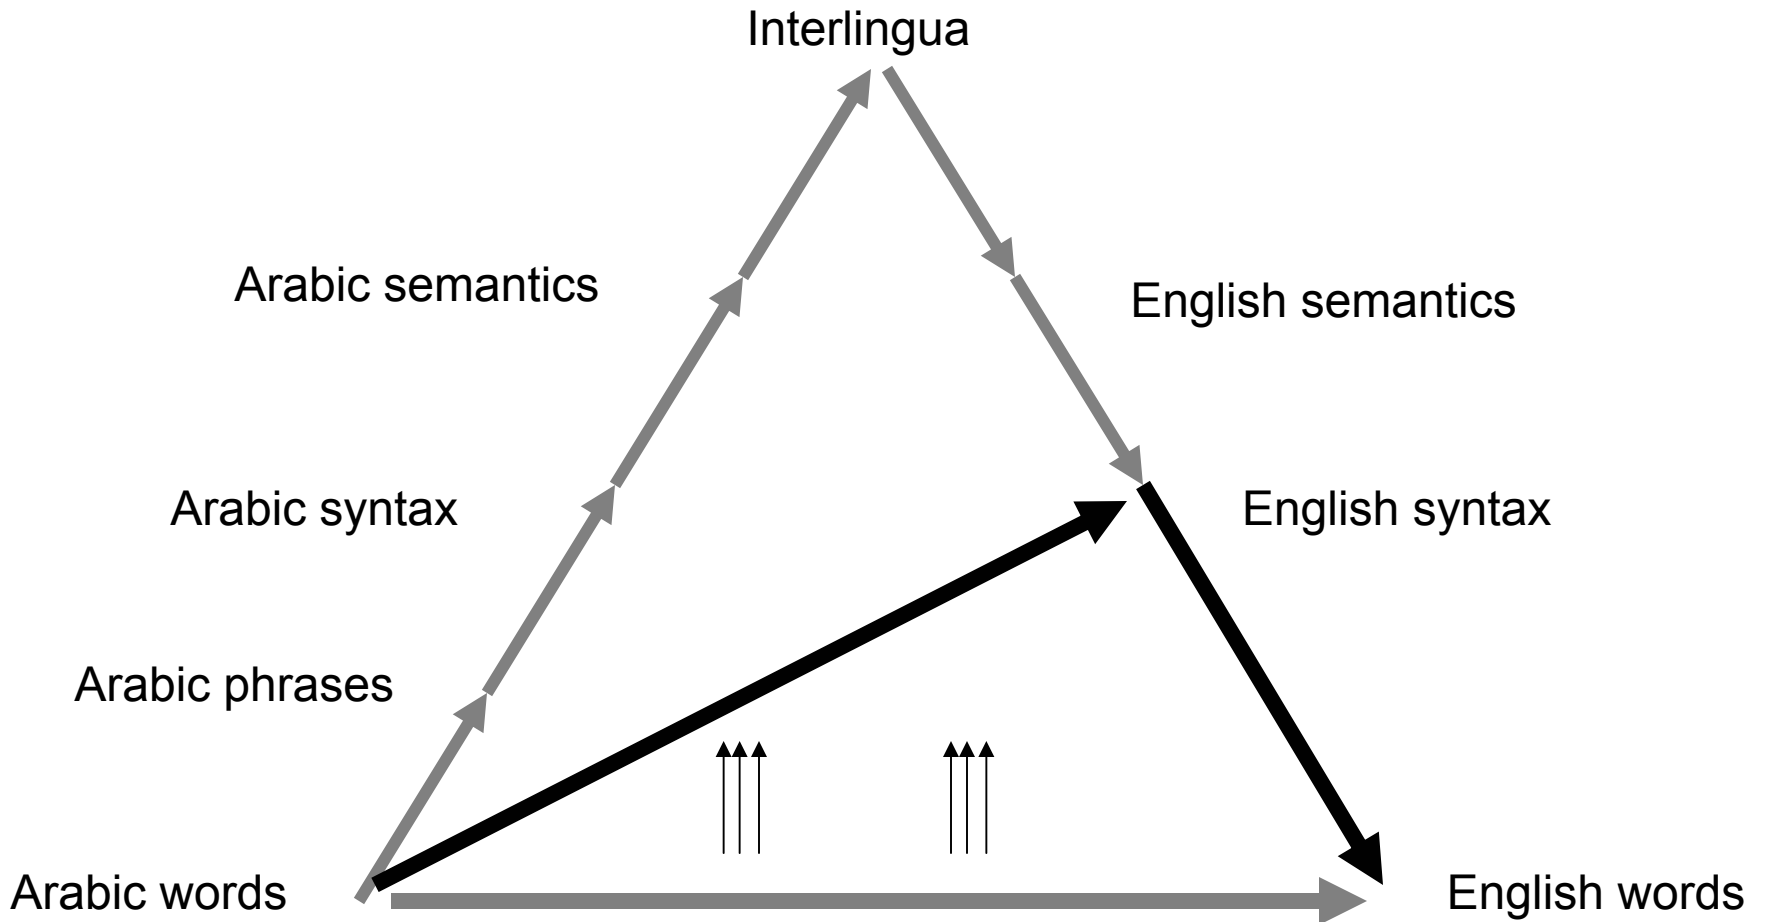 Interlingua
Arabic semantics
English semantics
Arabic syntax
English syntax
Arabic phrases
Arabic words
English words